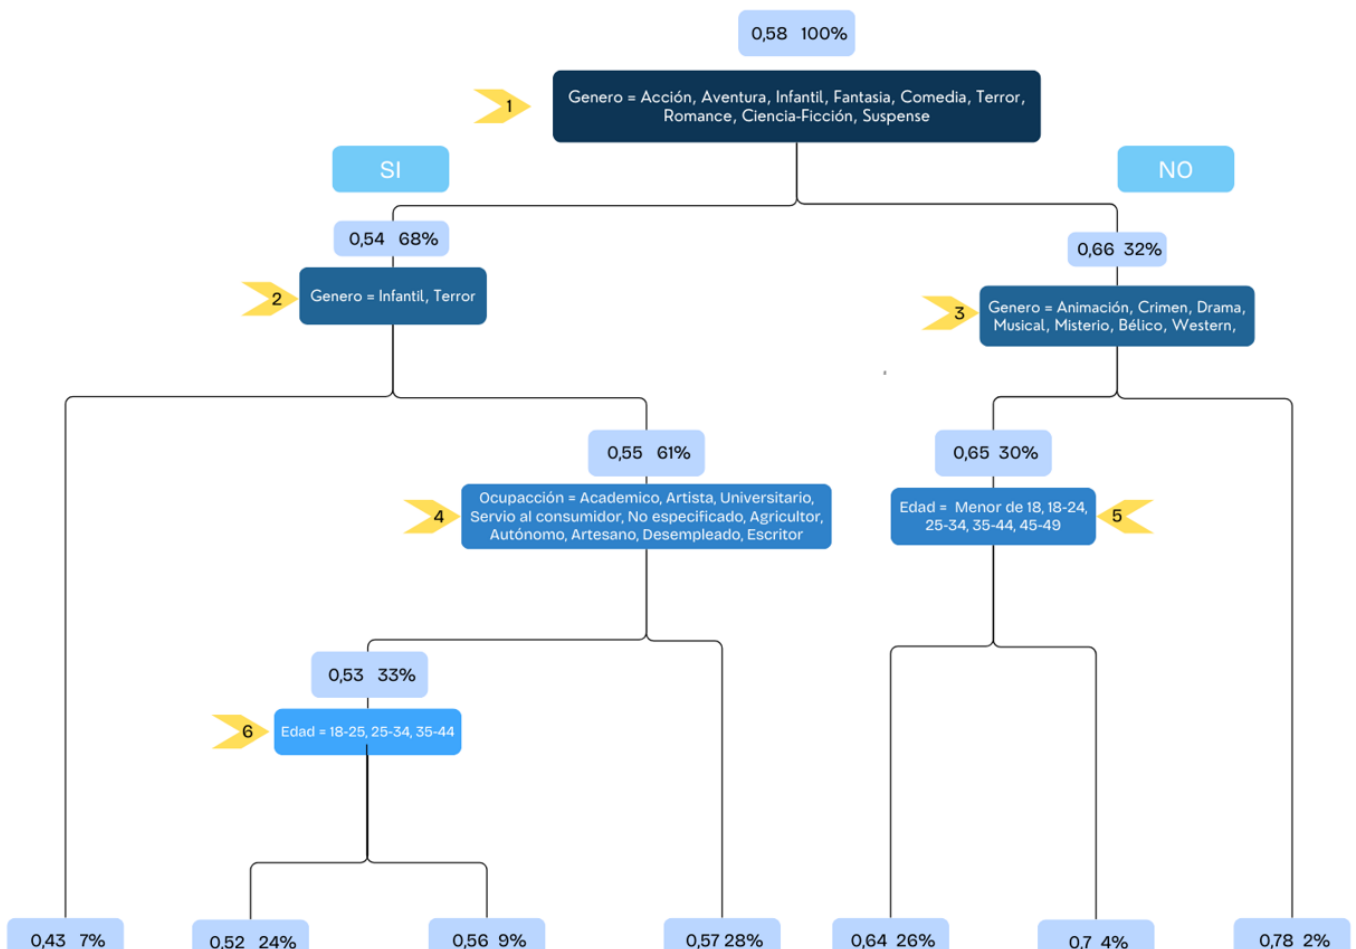 0,58 100%
1
Genero = Acción, Aventura, Infantil, Fantasia, Comedia, Terror,
Romance, Ciencia-Ficción, Suspense
SI
NO
0,54 68%
0,66 32%
2
Genero = Infantil, Terror
3
Genero = Animación, Crimen, Drama,
Musical, Misterio, Bélico, Western,
0,55 61%
0,65 30%
4
Ocupacción = Academico, Artista, Universitario,
Servio al consumidor, No especificado, Agricultor,
Autónomo, Artesano, Desempleado, Escritor
Edad = Menor de 18, 18-24,
25-34, 35-44, 45-49
5
0,53 33%
6
Edad = 18-25, 25-34, 35-44
0,43 7%
0,52 24%
0,56 9%
0,57 28%
0,64 26%
0,7 4%
0,78 2%